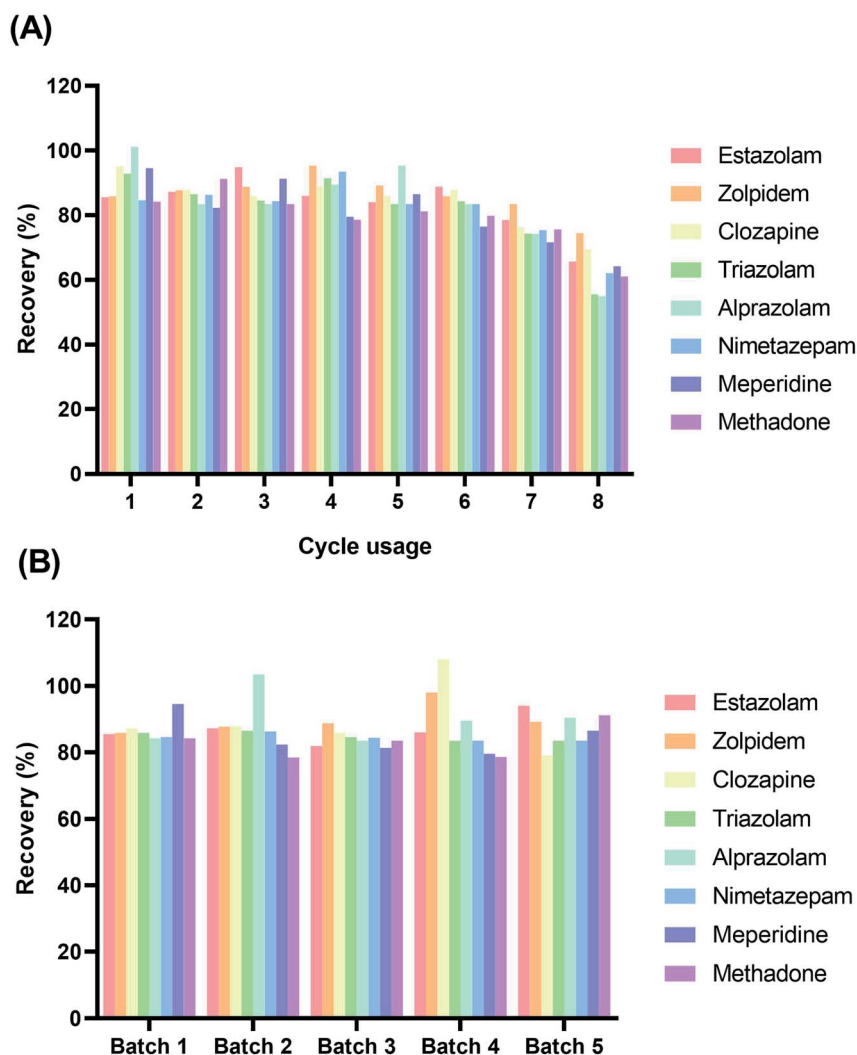 (A)
120
100
80
60
40
20
0
Recovery (%)
1 2 3 4 5 6 7 8
Cycle usage
Estazolam
Zolpidem
Clozapine
Triazolam
Alprazolam
Nimetazepam
Meperidine
Methadone
(B)
120
100
80
60
40
20
0
Recovery (%)
Batch 1 Batch 2 Batch 3 Batch 4 Batch 5
Estazolam
Zolpidem
Clozapine
Triazolam
Alprazolam
Nimetazepam
Meperidine
Methadone